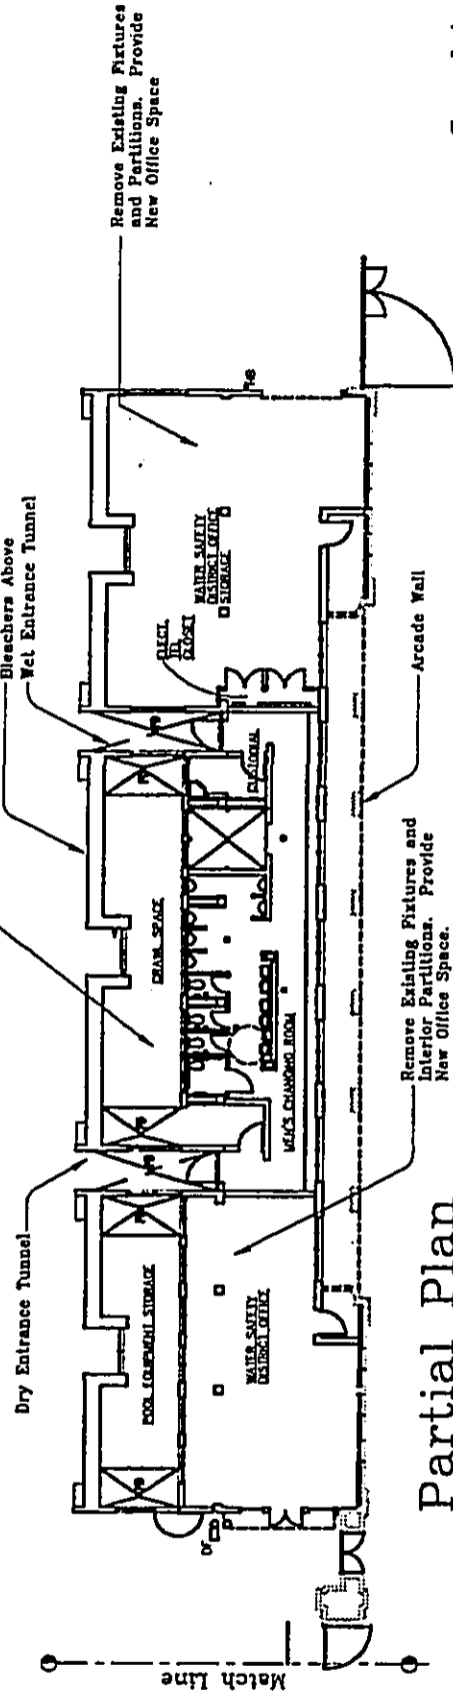 Bleachers Above
Wet Entrance Tunnel
Dry Entrance Tunnel
Remove Existing Fixtures
and Partitions. Provide
New Office Space
POOL EQUIPMENT STORAGE
CRAWL SPACE
WATER SAFETY
DISTRICT OFFICE
STORAGE
ELECT.
CLOSET
CUSTODIAL
MEN'S CHANGING ROOM
WATER SAFETY
DISTRICT OFFICE
DF
Arcade Wall
Remove Existing Fixtures and
Interior Partitions. Provide
New Office Space.
Match Line
Partial Plan